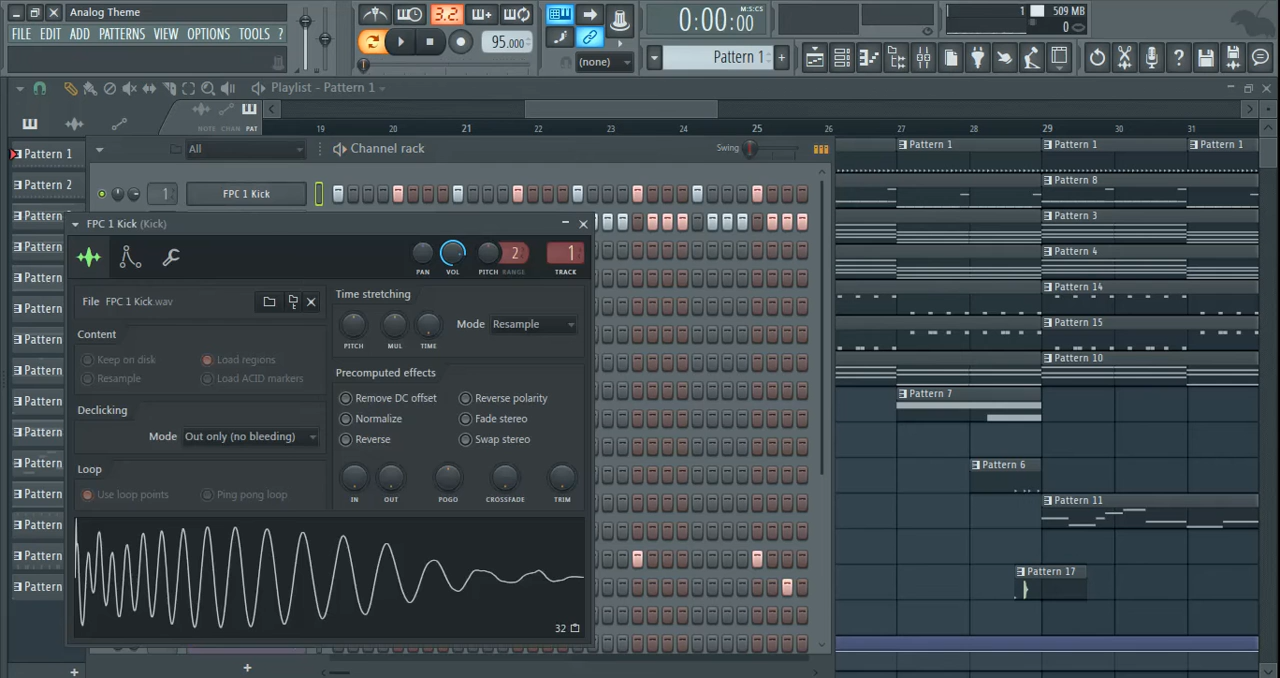 Analog Theme
FILE EDIT ADD PATTERNS VIEW OPTIONS TOOLS ?
3.2.
95.000
0:00:00
M:S:CS
1
509 MB
0
(none)
Pattern 1
Playlist - Pattern 1
NOTE CHAN PAT
19 20 21 22 23 24 25 26 27 28 29 30 31
Pattern 1
Pattern 2
Pattern
Pattern
Pattern
Pattern
Pattern
Pattern
Pattern
Pattern
Pattern
Pattern
Pattern
Pattern
Pattern
All
Channel rack
Swing
1
FPC 1 Kick
FPC 1 Kick (Kick)
PAN VOL PITCH RANGE TRACK
2
1
File FPC 1 Kick.wav
Content
Keep on disk
Load regions
Resample
Load ACID markers
Declicking
Mode Out only (no bleeding)
Loop
Use loop points
Ping pong loop
Time stretching
PITCH MUL TIME
Mode Resample
Precomputed effects
Remove DC offset
Reverse polarity
Normalize
Fade stereo
Reverse
Swap stereo
IN OUT POGO CROSSFADE TRIM
32
Pattern 1
Pattern 1
Pattern 1
Pattern 8
Pattern 3
Pattern 4
Pattern 14
Pattern 15
Pattern 10
Pattern 7
Pattern 6
Pattern 11
Pattern 17